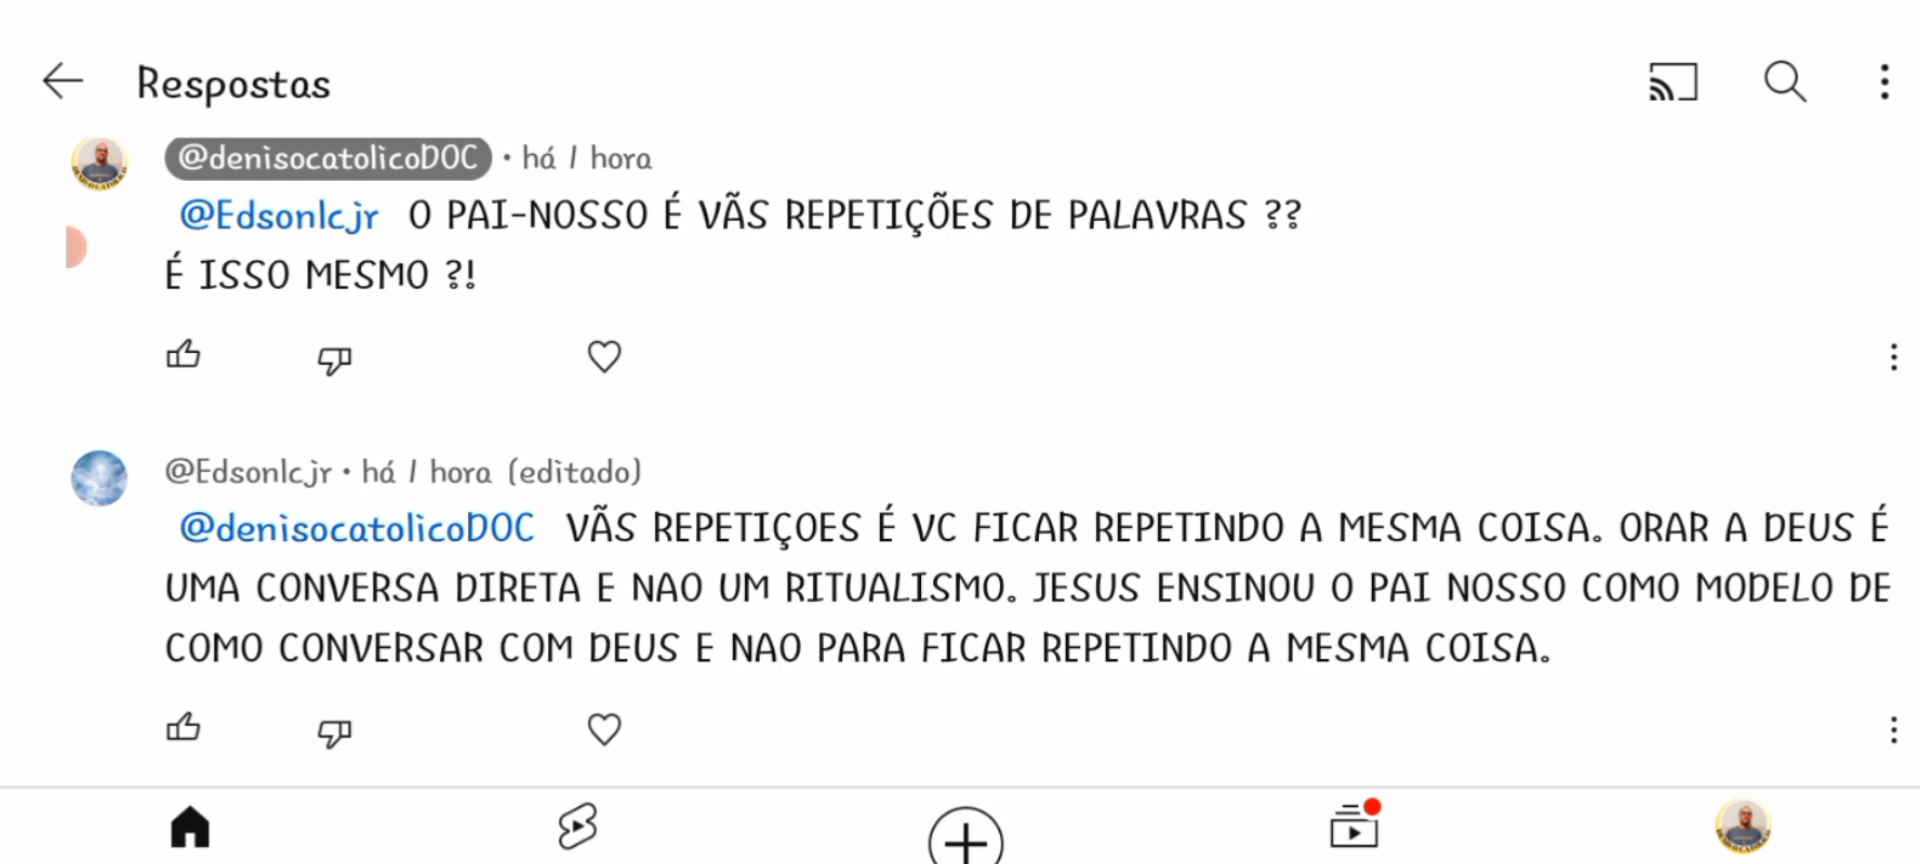 Respostas
@denisocatolicoDOC • há 1 hora
@Edsonlcjr O PAI-NOSSO É VÃS REPETIÇÕES DE PALAVRAS ??
É ISSO MESMO ?!
@Edsonlcjr • há 1 hora (editado)
@denisocatolicoDOC VÃS REPETIÇOES É VC FICAR REPETINDO A MESMA COISA. ORAR A DEUS É
UMA CONVERSA DIRETA E NAO UM RITUALISMO. JESUS ENSINOU O PAI NOSSO COMO MODELO DE
COMO CONVERSAR COM DEUS E NAO PARA FICAR REPETINDO A MESMA COISA.